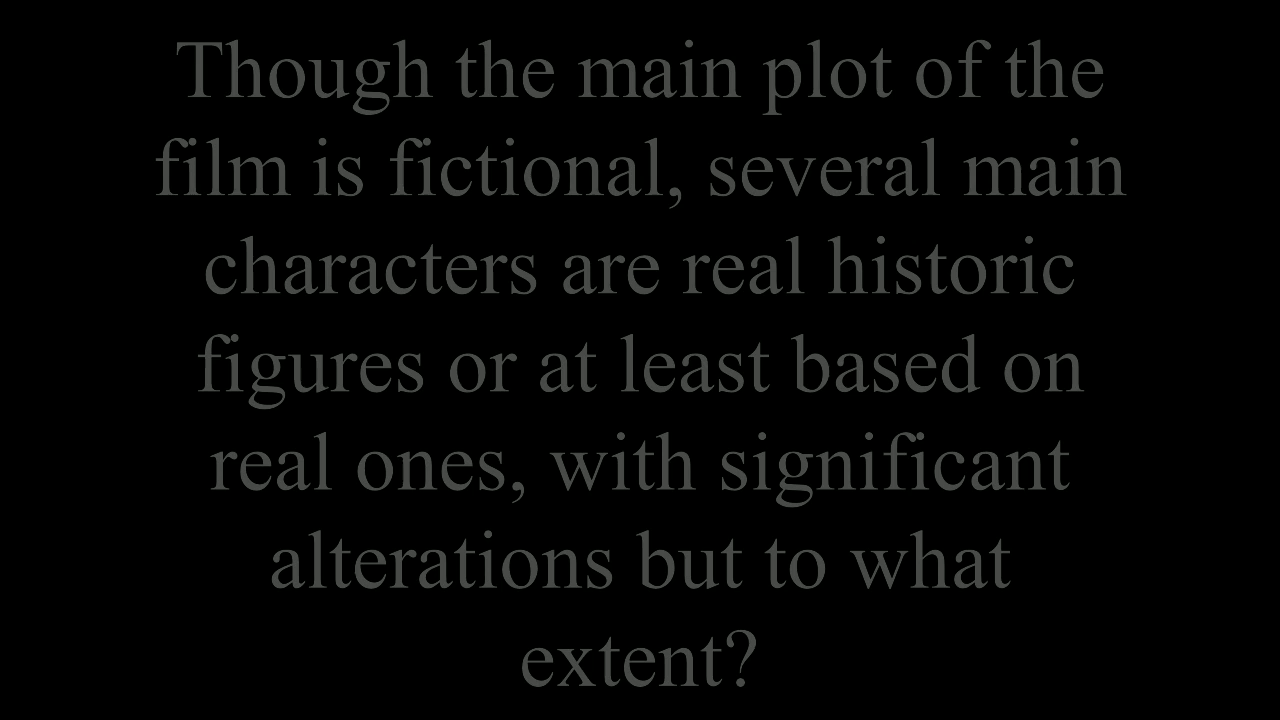 Though the main plot of the
film is fictional, several main
characters are real historic
figures or at least based on
real ones, with significant
alterations but to what
extent?